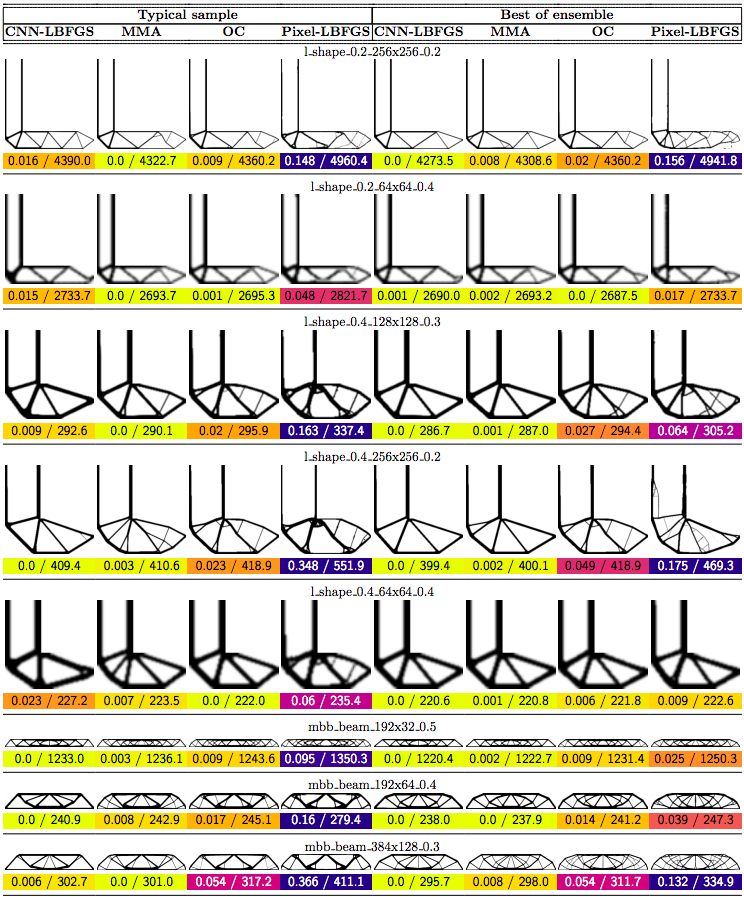 Typical sample Best of ensemble
CNN-LBFGS MMA OC Pixel-LBFGS CNN-LBFGS MMA OC Pixel-LBFGS
l_shape_0.2_256x256_0.2
0.016 / 4390.0 0.0 / 4322.7 0.009 / 4360.2 0.148 / 4960.4 0.0 / 4273.5 0.008 / 4308.6 0.02 / 4360.2 0.156 / 4941.8
l_shape_0.2_64x64_0.4
0.015 / 2733.7 0.0 / 2693.7 0.001 / 2695.3 0.048 / 2821.7 0.001 / 2690.0 0.002 / 2693.2 0.0 / 2687.5 0.017 / 2733.7
l_shape_0.4_128x128_0.3
0.009 / 292.6 0.0 / 290.1 0.02 / 295.9 0.163 / 337.4 0.0 / 286.7 0.001 / 287.0 0.027 / 294.4 0.064 / 305.2
l_shape_0.4_256x256_0.2
0.0 / 409.4 0.003 / 410.6 0.023 / 418.9 0.348 / 551.9 0.0 / 399.4 0.002 / 400.1 0.049 / 418.9 0.175 / 469.3
l_shape_0.4_64x64_0.4
0.023 / 227.2 0.007 / 223.5 0.0 / 222.0 0.06 / 235.4 0.0 / 220.6 0.001 / 220.8 0.006 / 221.8 0.009 / 222.6
mbb_beam_192x32_0.5
0.0 / 1233.0 0.003 / 1236.1 0.009 / 1243.6 0.095 / 1350.3 0.0 / 1220.4 0.002 / 1222.7 0.009 / 1231.4 0.025 / 1250.3
mbb_beam_192x64_0.4
0.0 / 240.9 0.008 / 242.9 0.017 / 245.1 0.16 / 279.4 0.0 / 238.0 0.0 / 237.9 0.014 / 241.2 0.039 / 247.3
mbb_beam_384x128_0.3
0.006 / 302.7 0.0 / 301.0 0.054 / 317.2 0.366 / 411.1 0.0 / 295.7 0.008 / 298.0 0.054 / 311.7 0.132 / 334.9